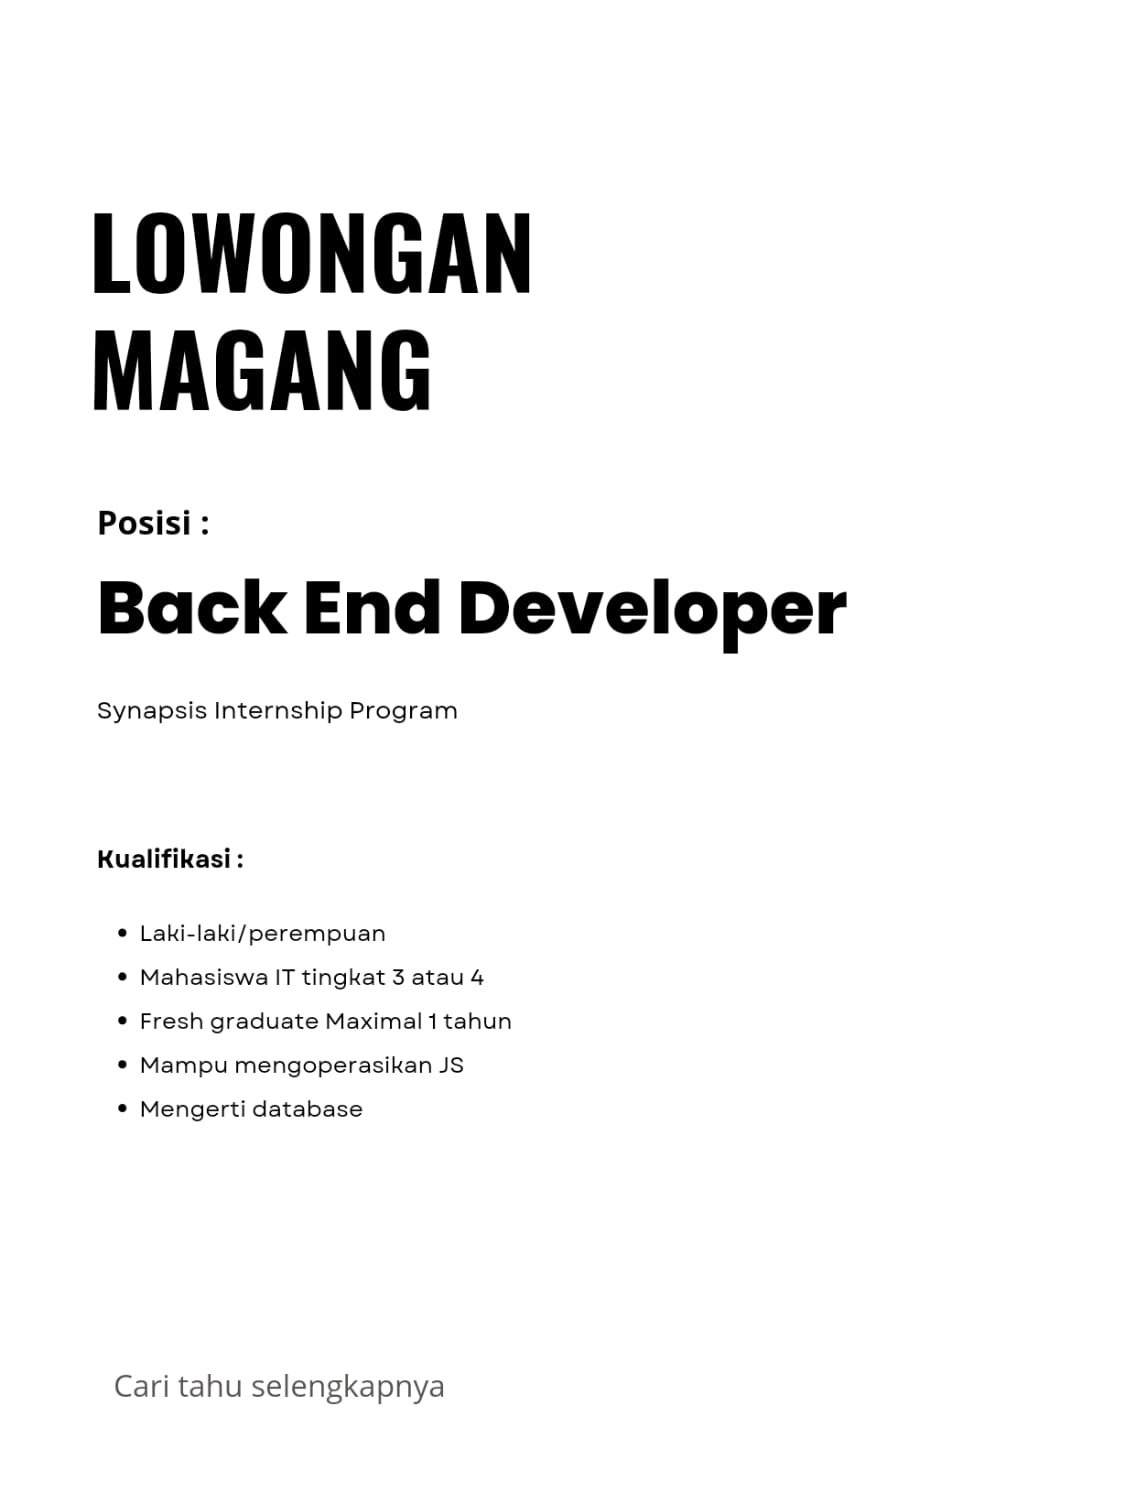 LOWONGAN
MAGANG
Posisi :
Back End Developer
Synapsis Internship Program
Kualifikasi :
• Laki-laki/perempuan
• Mahasiswa IT tingkat 3 atau 4
• Fresh graduate Maximal 1 tahun
• Mampu mengoperasikan JS
• Mengerti database
Cari tahu selengkapnya